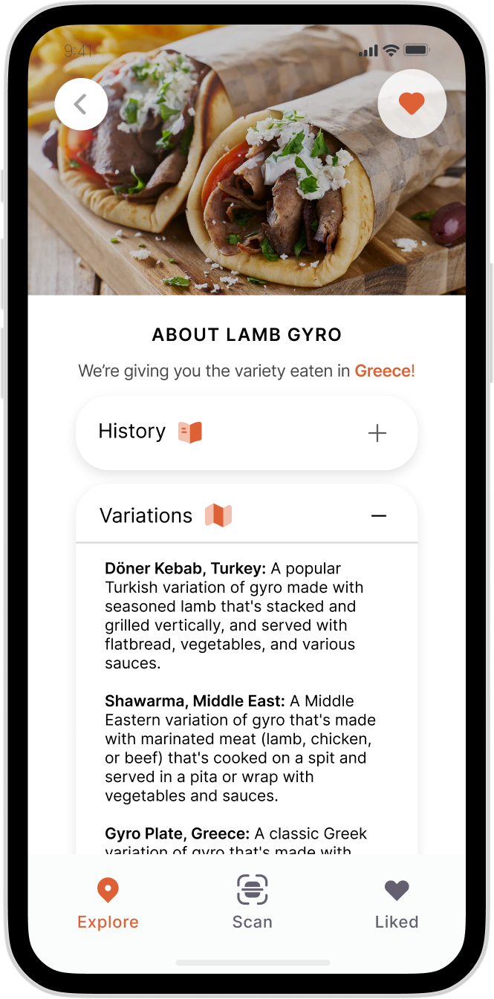 9:41
ABOUT LAMB GYRO
We’re giving you the variety eaten in Greece!
History
Variations
Döner Kebab, Turkey: A popular
Turkish variation of gyro made with
seasoned lamb that's stacked and
grilled vertically, and served with
flatbread, vegetables, and various
sauces.
Shawarma, Middle East: A Middle
Eastern variation of gyro that's made
with marinated meat (lamb, chicken,
or beef) that's cooked on a spit and
served in a pita or wrap with
vegetables and sauces.
Gyro Plate, Greece: A classic Greek
variation of gyro that's made with
Explore
Scan
Liked